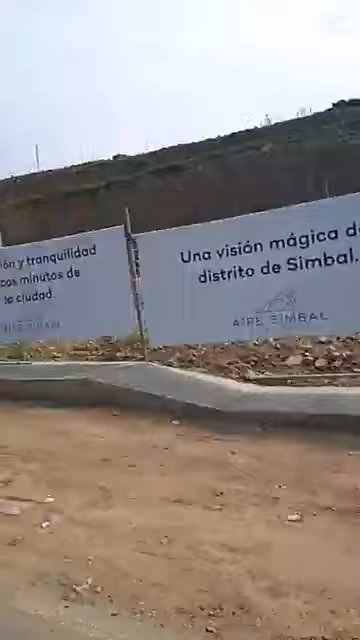 ón y tranquilidad
cos minutos de
la ciudad.
Una visión mágica d
distrito de Simbal.
AIRE SIMBAL